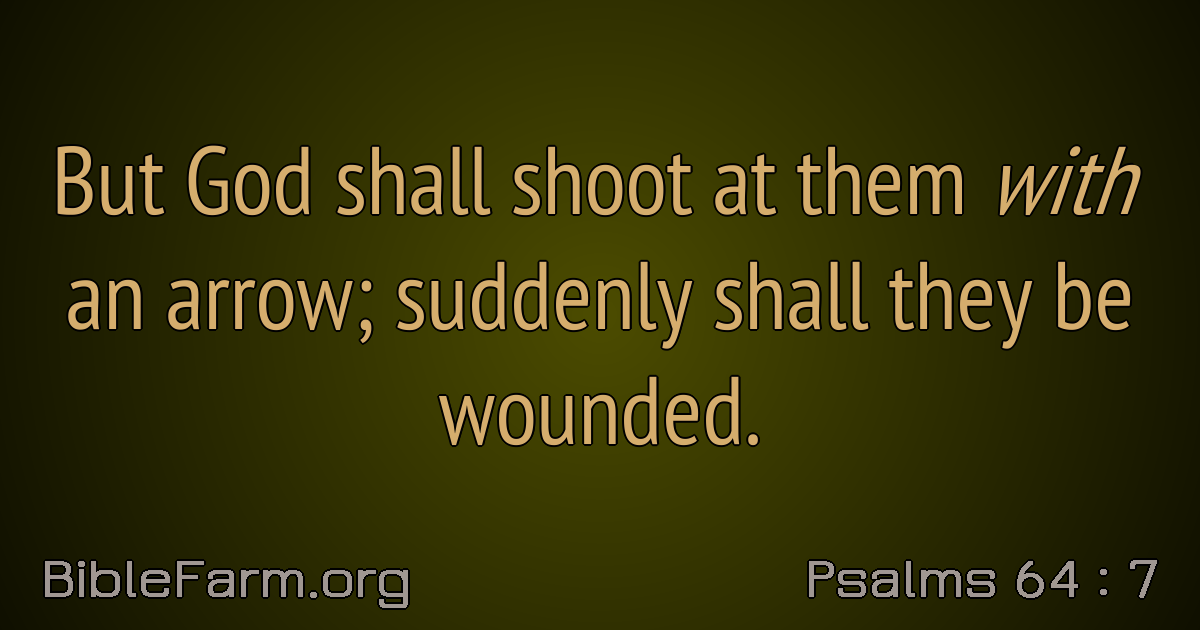 But God shall shoot at them with
an arrow; suddenly shall they be
wounded.
BibleFarm.org
Psalms 64 : 7